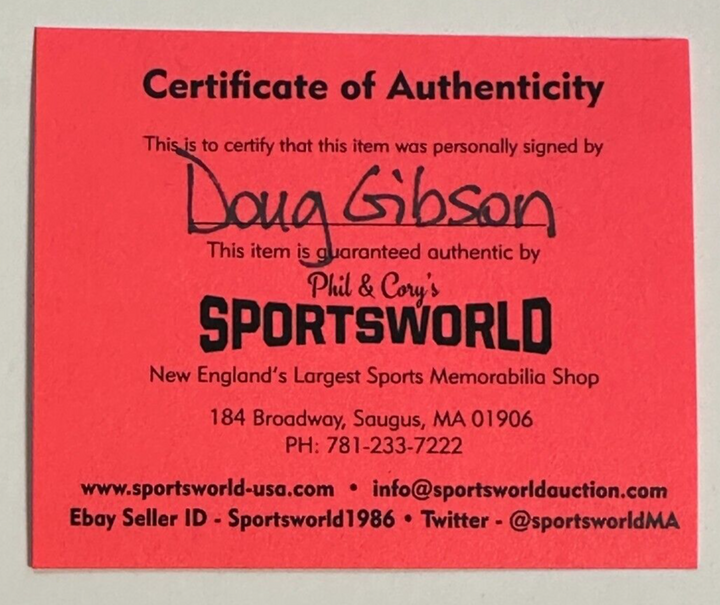 Certificate of Authenticity
This is to certify that this item was personally signed by
Doug Gibson
This item is guaranteed authentic by
Phil & Cory's
SPORTSWORLD
New England's Largest Sports Memorabilia Shop
184 Broadway, Saugus, MA 01906
PH: 781-233-7222
www.sportsworld-usa.com • info@sportsworldauction.com
Ebay Seller ID - Sportsworld1986 • Twitter - @sportsworldMA